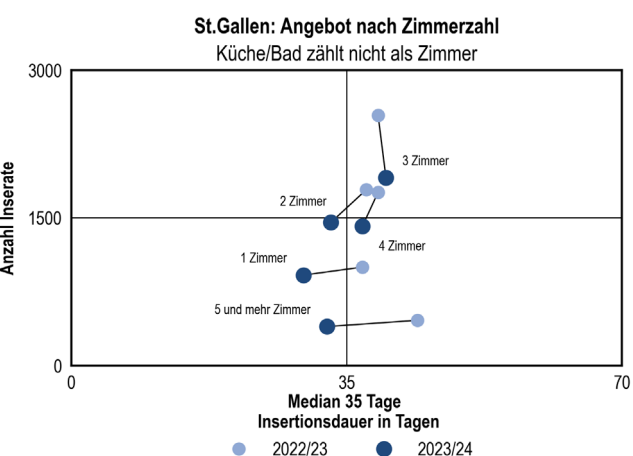 St.Gallen: Angebot nach Zimmerzahl
Küche/Bad zählt nicht als Zimmer
3000
3 Zimmer
2 Zimmer
Anzahl Inserate
1500
4 Zimmer
1 Zimmer
5 und mehr Zimmer
0
0 35 70
Median 35 Tage
Insertionsdauer in Tagen
2022/23 2023/24